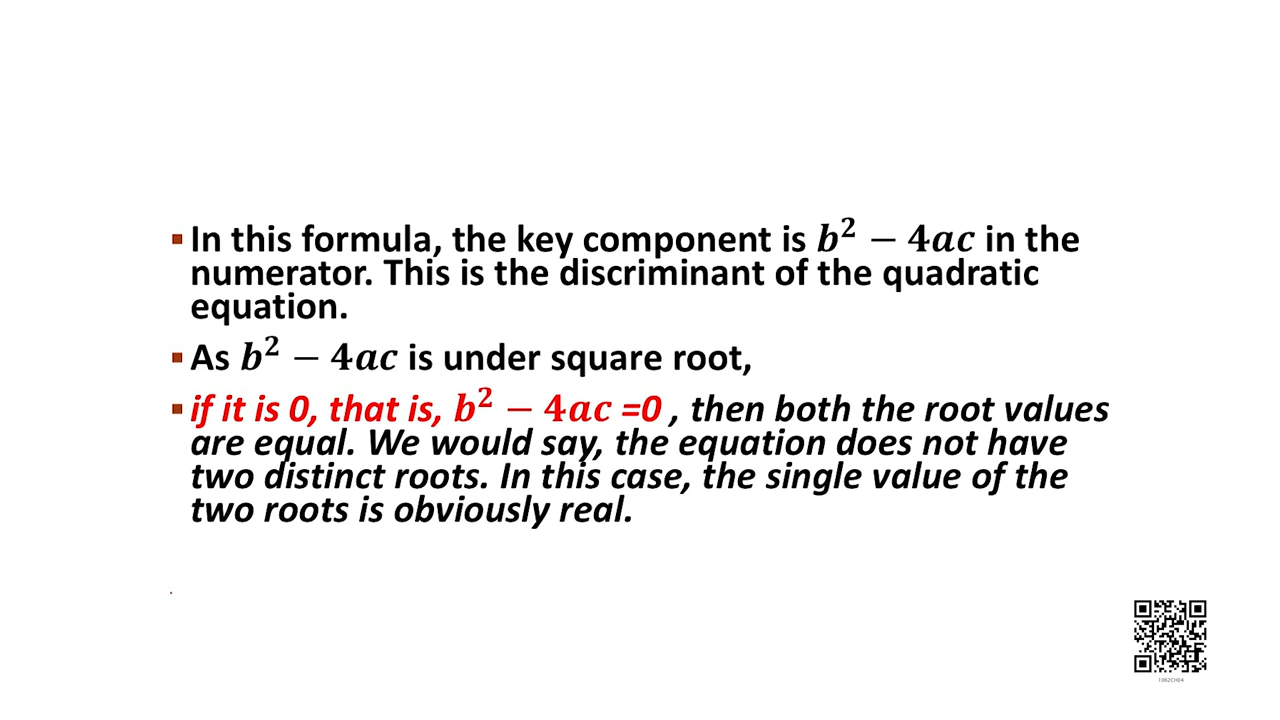 ▪ In this formula, the key component is b² − 4ac in the
numerator. This is the discriminant of the quadratic
equation.
▪ As b² − 4ac is under square root,
▪ if it is 0, that is, b² − 4ac =0 , then both the root values
are equal. We would say, the equation does not have
two distinct roots. In this case, the single value of the
two roots is obviously real.
1062CH04